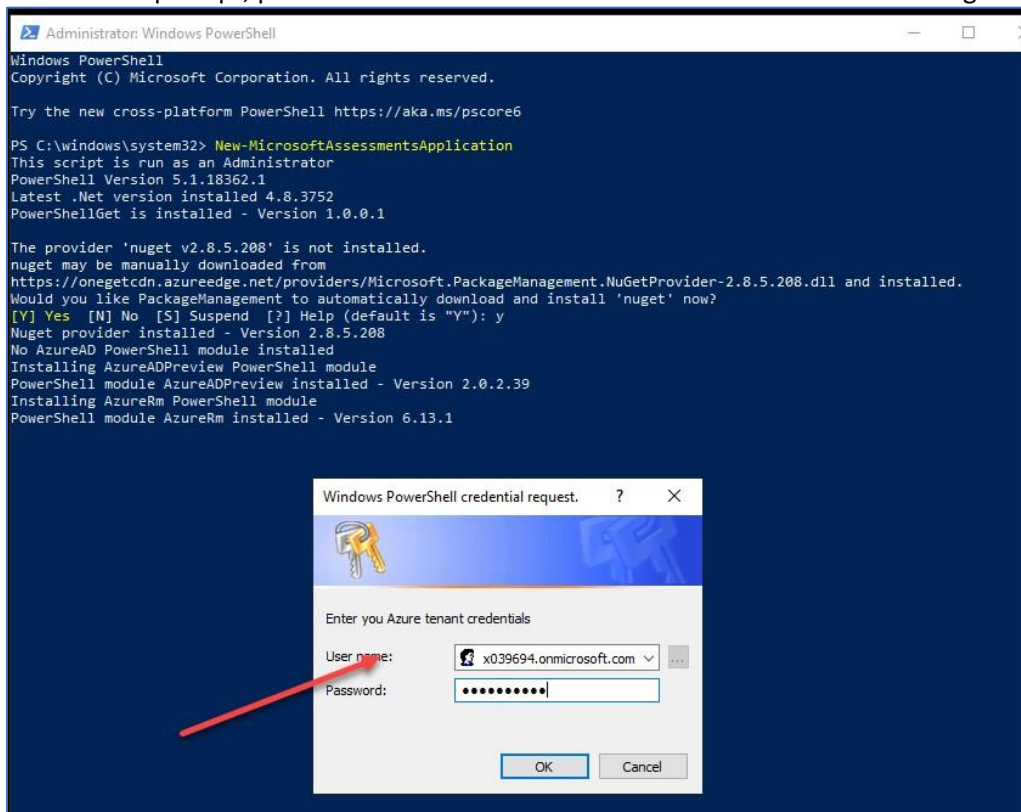 Administrator: Windows PowerShell
Windows PowerShell
Copyright (C) Microsoft Corporation. All rights reserved.
Try the new cross-platform PowerShell https://aka.ms/pscore6
PS C:\windows\system32> New-MicrosoftAssessmentsApplication
This script is run as an Administrator
PowerShell Version 5.1.18362.1
Latest .Net version installed 4.8.3752
PowerShellGet is installed - Version 1.0.0.1
The provider 'nuget v2.8.5.208' is not installed.
nuget may be manually downloaded from
https://onegetcdn.azureedge.net/providers/Microsoft.PackageManagement.NuGetProvider-2.8.5.208.dll and installed.
Would you like PackageManagement to automatically download and install 'nuget' now?
[Y] Yes [N] No [S] Suspend [?] Help (default is "Y"): y
Nuget provider installed - Version 2.8.5.208
No AzureAD PowerShell module installed
Installing AzureADPreview PowerShell module
PowerShell module AzureADPreview installed - Version 2.0.2.39
Installing AzureRm PowerShell module
PowerShell module AzureRm installed - Version 6.13.1
Windows PowerShell credential request. ?
Enter you Azure tenant credentials
User name: x039694.onmicrosoft.com ...
Password: ●●●●●●●●●●
OK Cancel